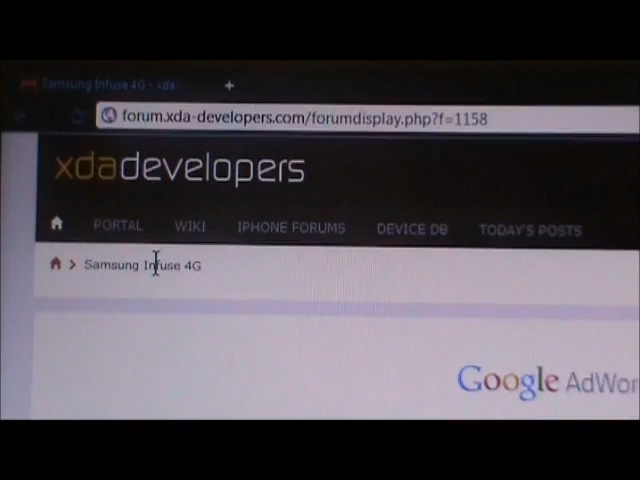 Samsung Infuse 4G - xda-
forum.xda-developers.com/forumdisplay.php?f=1158
xdadevelopers
PORTAL WIKI IPHONE FORUMS DEVICE DB TODAY'S POSTS
Samsung Infuse 4G
Google AdWor